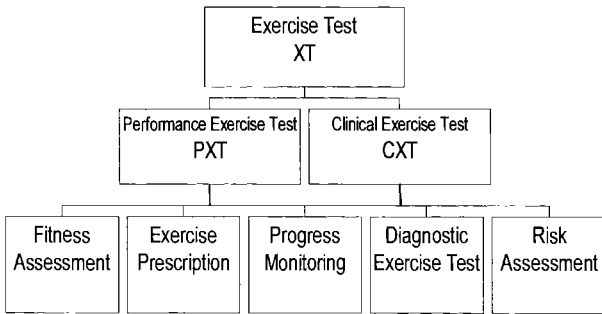 Exercise Test
XT
Performance Exercise Test
PXT
Clinical Exercise Test
CXT
Fitness
Assessment
Exercise
Prescription
Progress
Monitoring
Diagnostic
Exercise Test
Risk
Assessment